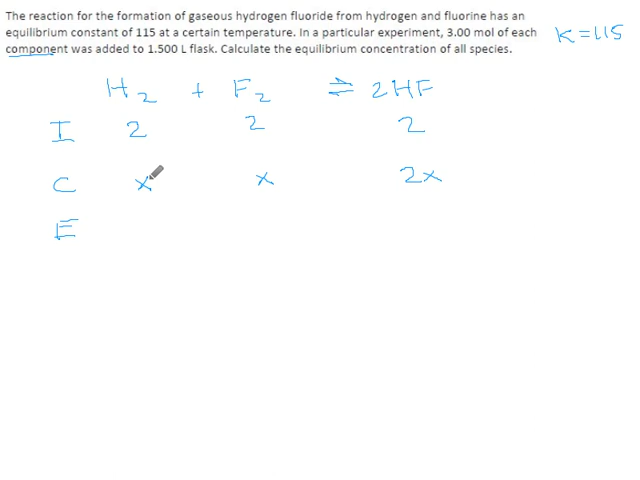 The reaction for the formation of gaseous hydrogen fluoride from hydrogen and fluorine has an
equilibrium constant of 115 at a certain temperature. In a particular experiment, 3.00 mol of each
component was added to 1.500 L flask. Calculate the equilibrium concentration of all species.
K = 115
H2 + F2 ⇌ 2HF
I 2 2 2
C x x 2x
E